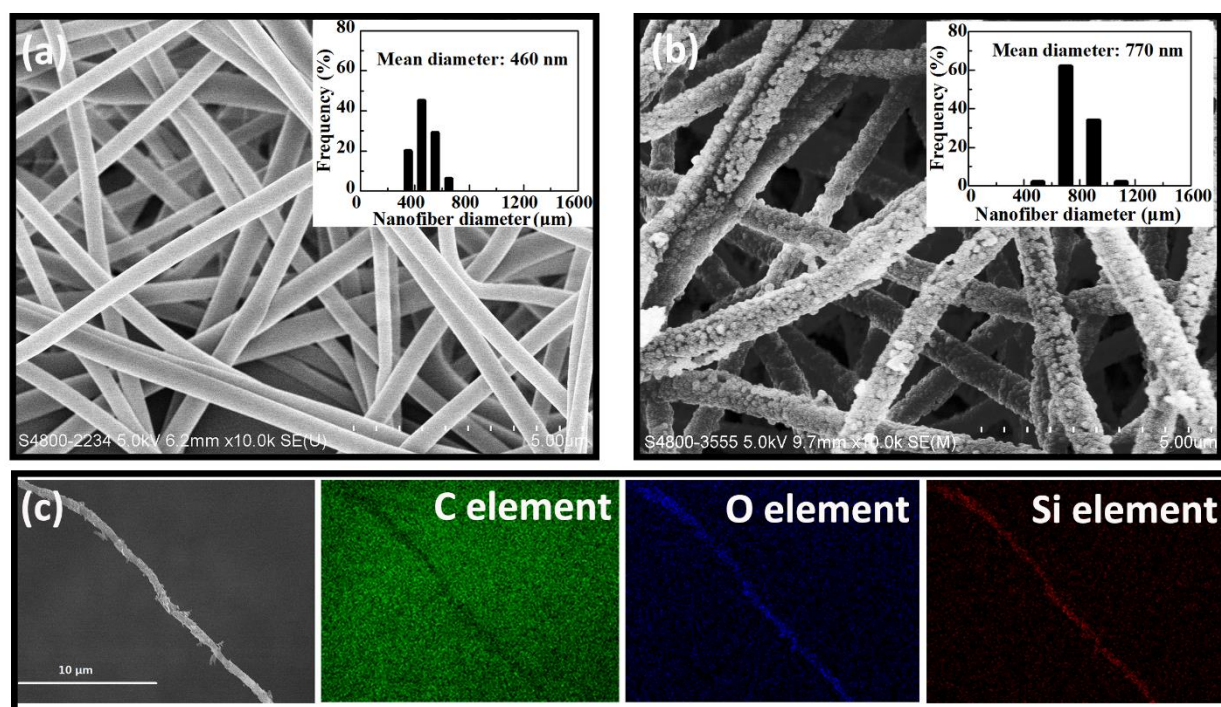 (a)
80
60
40
20
0
Frequency (%)
Mean diameter: 460 nm
0 400 800 1200 1600
Nanofiber diameter (µm)
S4800-2234 5.0kV 6.2mm x10.0k SE(U)
5.00um
(b)
80
60
40
20
0
Frequency (%)
Mean diameter: 770 nm
0 400 800 1200 1600
Nanofiber diameter (µm)
S4800-3555 5.0kV 9.7mm x10.0k SE(M)
5.00um
(c)
10 µm
C element
O element
Si element